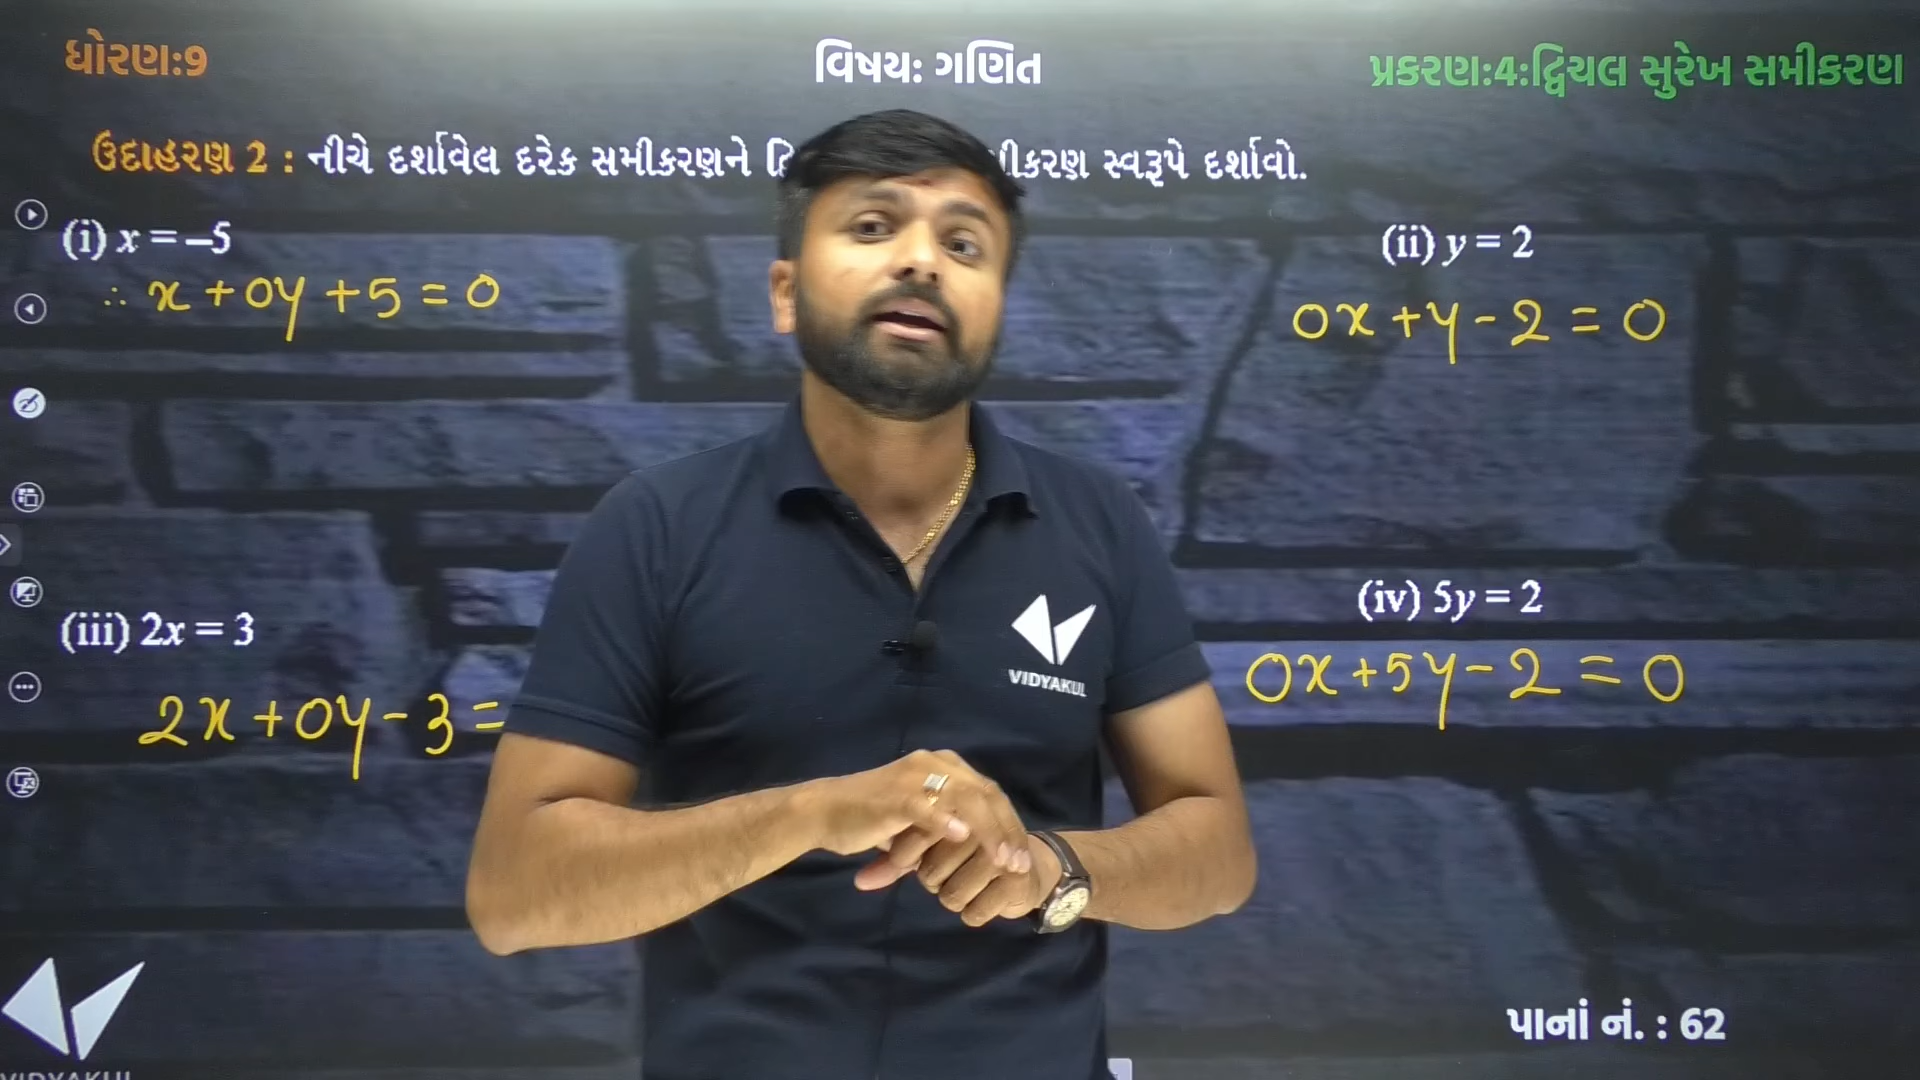 ધોરણ:9
વિષય: ગણિત
પ્રકરણ:4:દ્વિચલ સુરેખ સમીકરણ
ઉદાહરણ 2 : નીચે દર્શાવેલ દરેક સમીકરણને સ્વરૂપે દર્શાવો.
(i) x = –5
(ii) y = 2
∴ x + 0y + 5 = 0
0x + y - 2 = 0
(iii) 2x = 3
(iv) 5y = 2
2x + 0y - 3 =
0x + 5y - 2 = 0
VIDYAKUL
પાનાં નં. : 62
VIDYAKUL